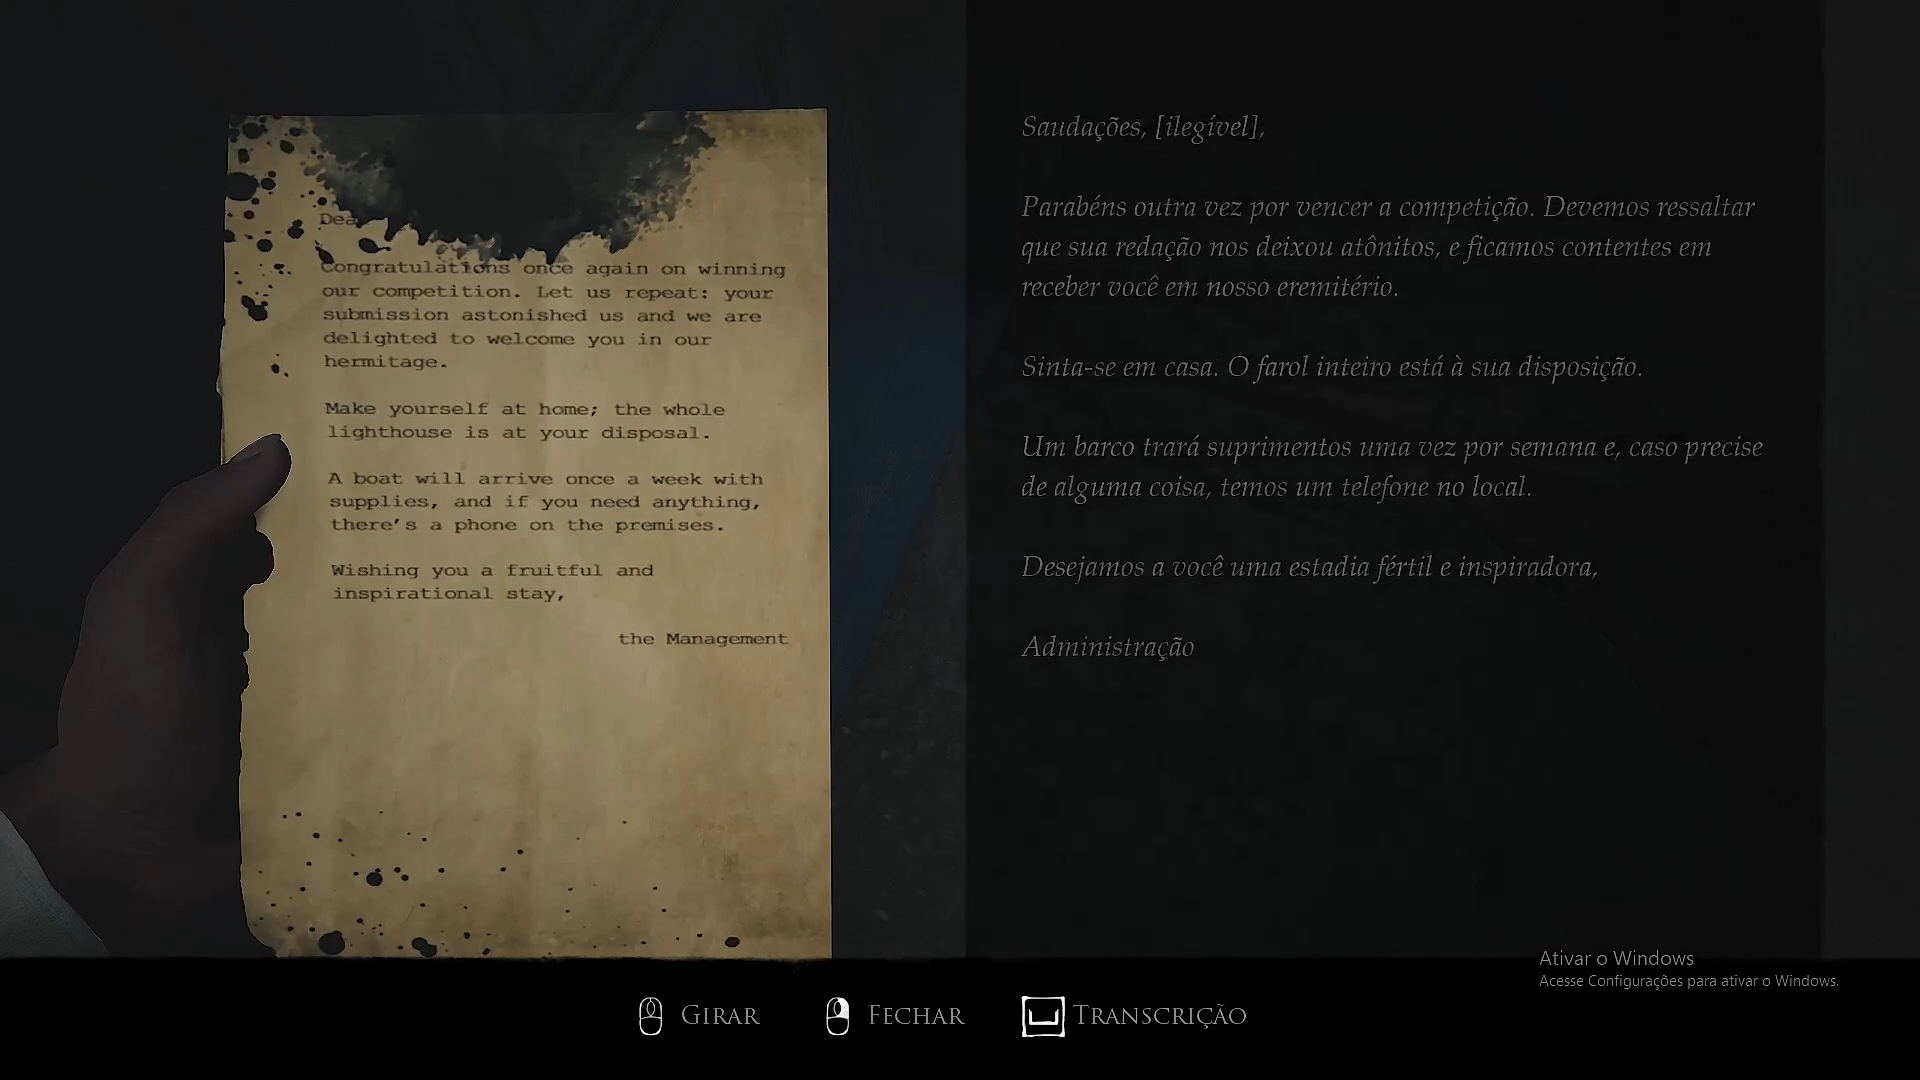 Dea
Congratulations once again on winning
our competition. Let us repeat: your
submission astonished us and we are
delighted to welcome you in our
hermitage.
Make yourself at home; the whole
lighthouse is at your disposal.
A boat will arrive once a week with
supplies, and if you need anything,
there's a phone on the premises.
Wishing you a fruitful and
inspirational stay,
the Management
Saudações, [ilegível],
Parabéns outra vez por vencer a competição. Devemos ressaltar
que sua redação nos deixou atônitos, e ficamos contentes em
receber você em nosso eremitério.
Sinta-se em casa. O farol inteiro está à sua disposição.
Um barco trará suprimentos uma vez por semana e, caso precise
de alguma coisa, temos um telefone no local.
Desejamos a você uma estadia fértil e inspiradora,
Administração
Ativar o Windows
Acesse Configurações para ativar o Windows.
GIRAR FECHAR TRANSCRIÇÃO